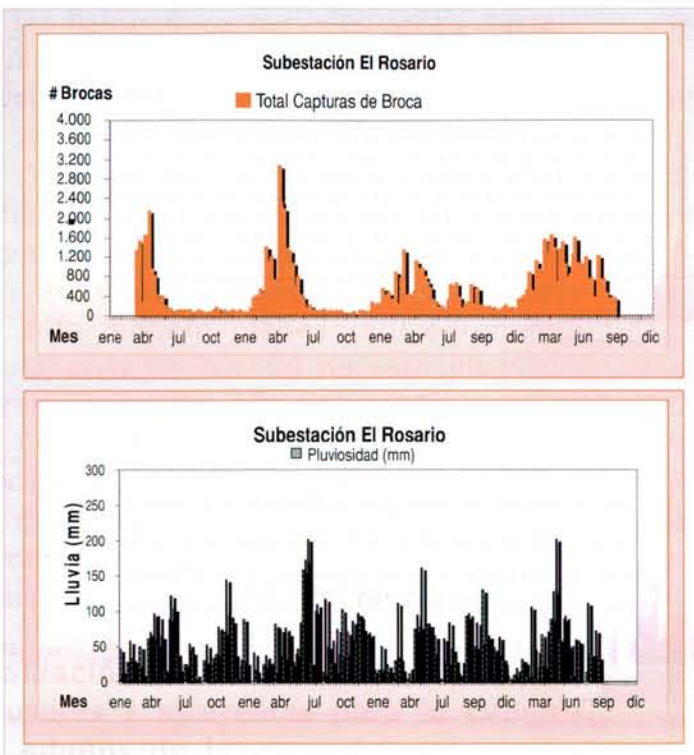 Subestación El Rosario
# Brocas
Total Capturas de Broca
4.000
3.600
3.200
2.800
2.400
2.000
1.600
1.200
800
400
0
Mes ene abr jul oct ene abr jul oct ene abr jul sep dic mar jun sep dic
Subestación El Rosario
Pluviosidad (mm)
Lluvia (mm)
300
250
200
150
100
50
0
Mes ene abr jul oct ene abr jul oct ene abr jul sep dic mar jun sep dic